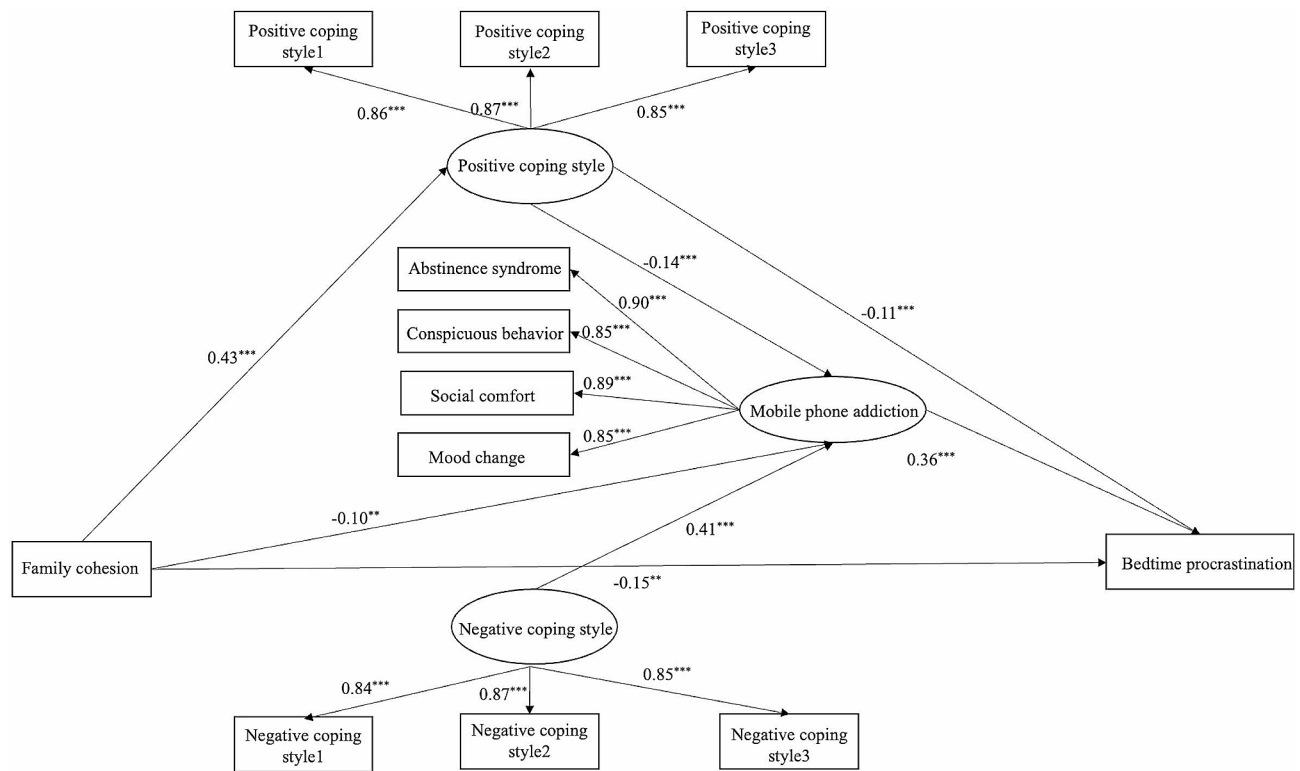 Positive coping
style1
Positive coping
style2
Positive coping
style3
0.86***
0.87***
0.85***
Positive coping style
Abstinence syndrome
-0.14***
0.90***
-0.11***
Conspicuous behavior
0.85***
0.43***
Social comfort
0.89***
Mobile phone addiction
Mood change
0.85***
0.36***
-0.10**
0.41***
Family cohesion
Bedtime procrastination
-0.15**
Negative coping style
0.84***
0.87***
0.85***
Negative coping
style1
Negative coping
style2
Negative coping
style3